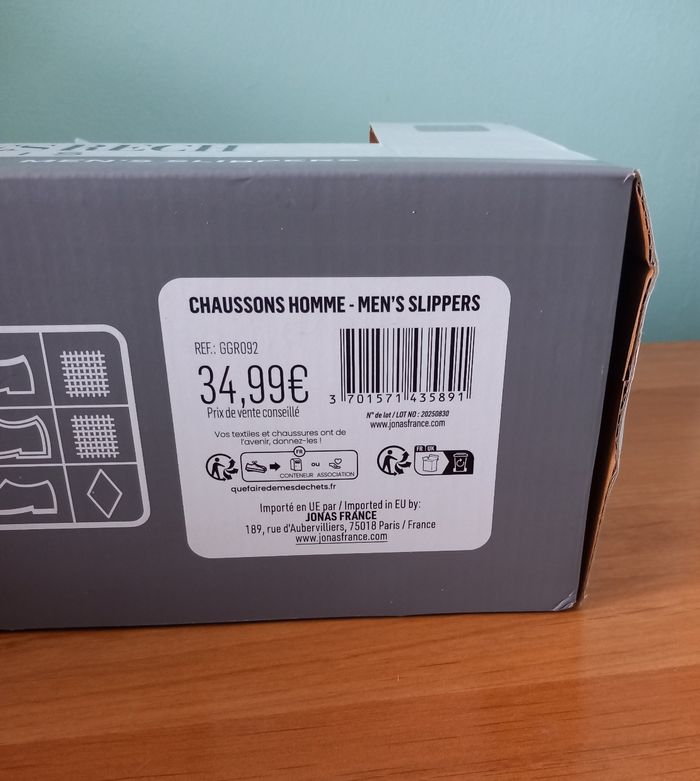 MEN'S SLIPPERS
CHAUSSONS HOMME - MEN'S SLIPPERS
REF.: GGR092
34,99€
Prix de vente conseillé
3 701571 435891
N° de lot / LOT NO : 20250830
www.jonasfrance.com
Vos textiles et chaussures ont de
l'avenir, donnez-les !
FR
OU
CONTENEUR ASSOCIATION
quefairedemesdechets.fr
FR UK
Importé en UE par / Imported in EU by:
JONAS FRANCE
189, rue d'Aubervilliers, 75018 Paris / France
www.jonasfrance.com